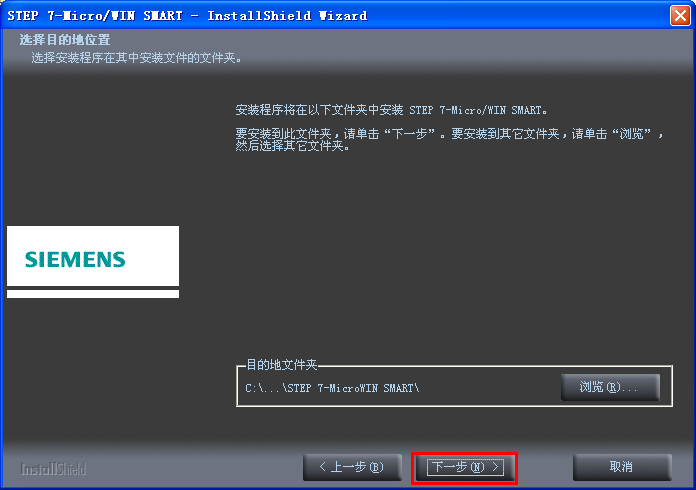 STEP 7-Micro/WIN SMART - InstallShield Wizard
选择目的地位置
选择安装程序在其中安装文件的文件夹。
安装程序将在以下文件夹中安装 STEP 7-Micro/WIN SMART。
要安装到此文件夹,请单击“下一步”。要安装到其它文件夹,请单击“浏览”,
然后选择其它文件夹。
SIEMENS
目的地文件夹
C:\...\STEP 7-MicroWIN SMART\
浏览(R)...
InstallShield
< 上一步(B)
下一步(N) >
取消